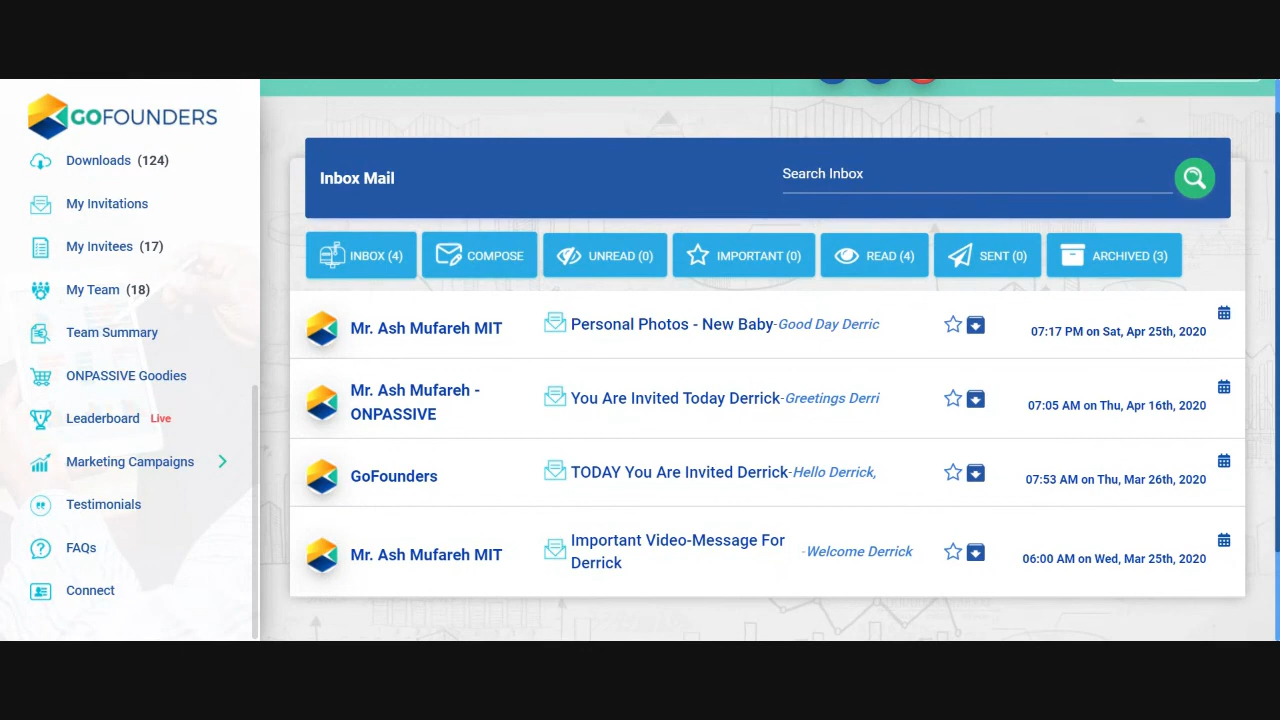 GOFOUNDERS
Downloads (124)
My Invitations
My Invitees (17)
My Team (18)
Team Summary
ONPASSIVE Goodies
Leaderboard Live
Marketing Campaigns
Testimonials
FAQs
Connect
Inbox Mail
Search Inbox
INBOX (4)
COMPOSE
UNREAD (0)
IMPORTANT (0)
READ (4)
SENT (0)
ARCHIVED (3)
Mr. Ash Mufareh MIT
Personal Photos - New Baby-Good Day Derric
07:17 PM on Sat, Apr 25th, 2020
Mr. Ash Mufareh -
ONPASSIVE
You Are Invited Today Derrick-Greetings Derri
07:05 AM on Thu, Apr 16th, 2020
GoFounders
TODAY You Are Invited Derrick-Hello Derrick,
07:53 AM on Thu, Mar 26th, 2020
Mr. Ash Mufareh MIT
Important Video-Message For
Derrick
-Welcome Derrick
06:00 AM on Wed, Mar 25th, 2020